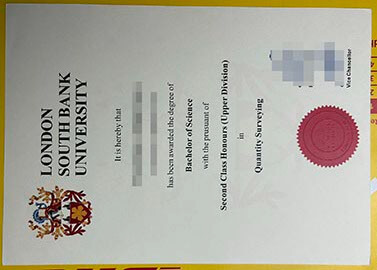 LONDON
SOUTH BANK
UNIVERSITY
It is hereby that
has been awarded the degree of
Bachelor of Science
with the prusuant of
Second Class Honours (Upper Division)
in
Quantity Surveying
Vice Chancellor